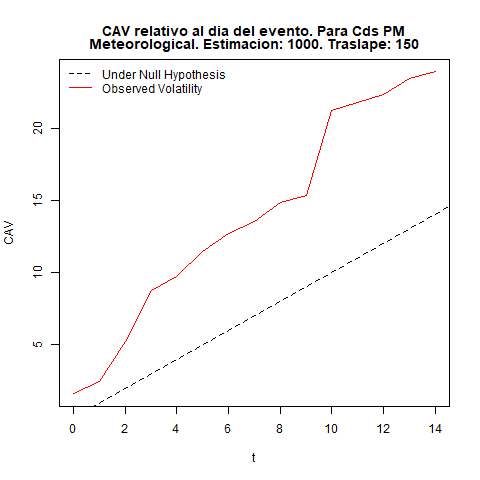 CAV relativo al dia del evento. Para Cds PM
Meteorological. Estimacion: 1000. Traslape: 150
Under Null Hypothesis
Observed Volatility
CAV
20
15
10
5
0 2 4 6 8 10 12 14
t